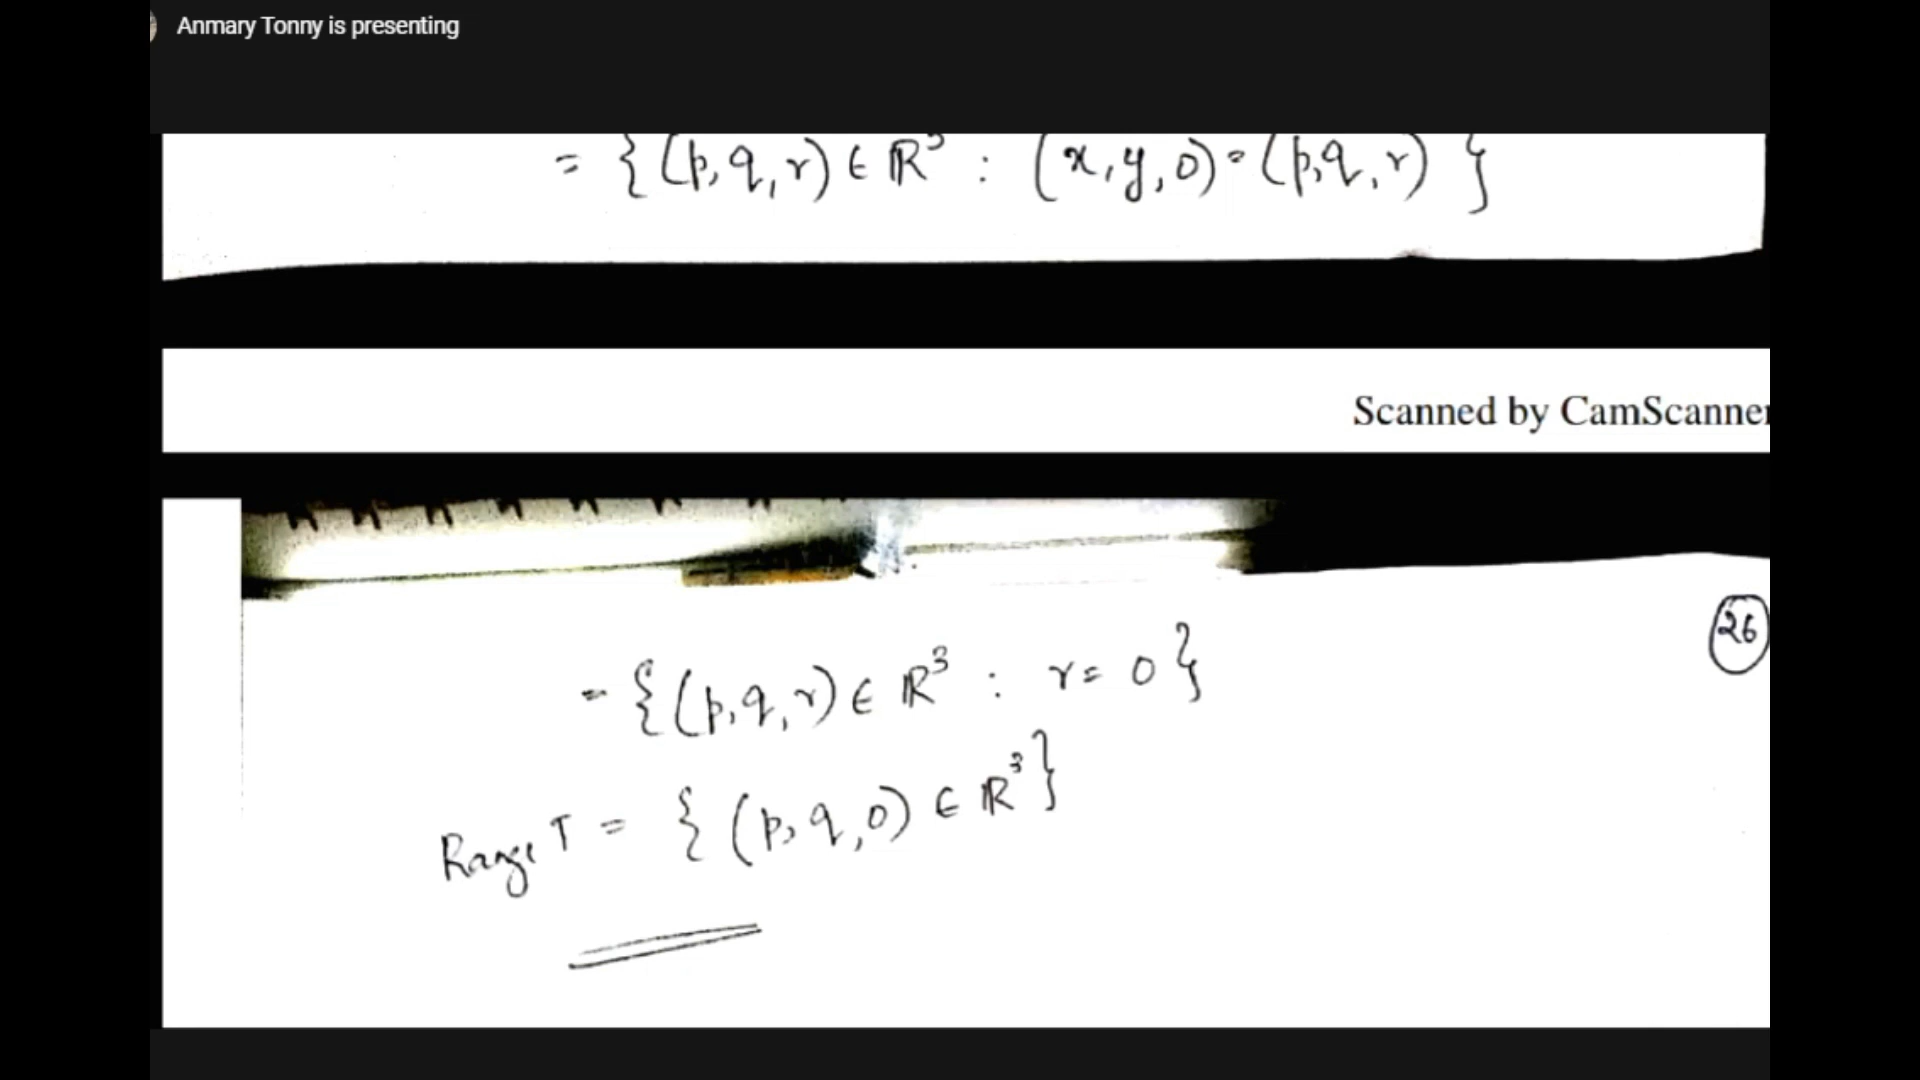 Anmary Tonny is presenting
= {(p,q,r) ∈ ℝ³ : (x,y,0)=(p,q,r)}
Scanned by CamScanner
26
= {(p,q,r) ∈ ℝ³ : r=0}
Range T = {(p,q,0) ∈ ℝ³}